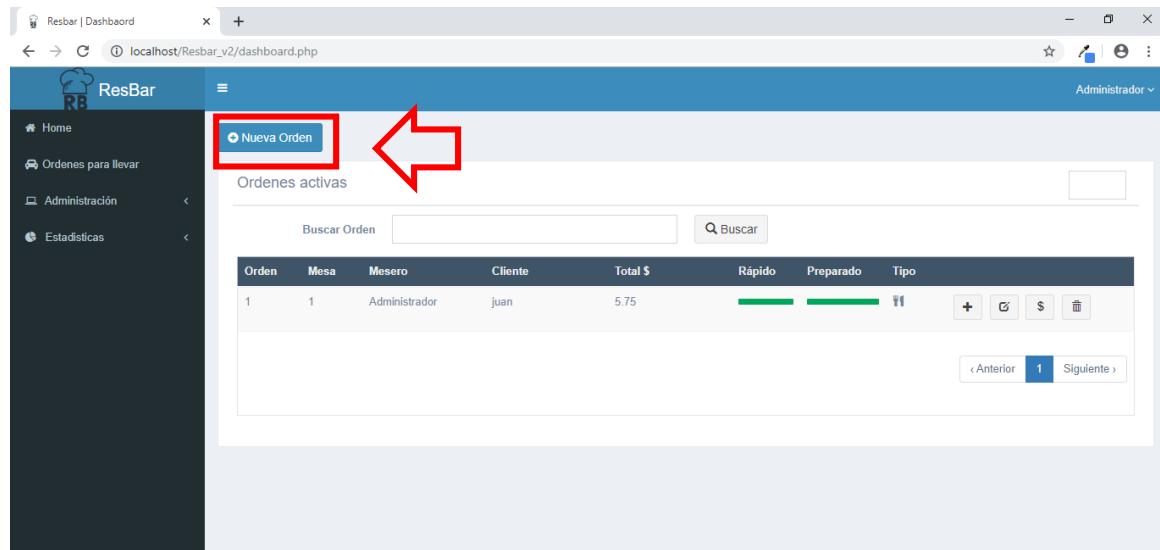 Resbar | Dashbaord
localhost/Resbar_v2/dashboard.php
RB ResBar
Administrador
Home
Ordenes para llevar
Administración
Estadisticas
Nueva Orden
Ordenes activas
Buscar Orden Buscar
Orden Mesa Mesero Cliente Total $ Rápido Preparado Tipo
1 1 Administrador juan 5.75 $
‹ Anterior 1 Siguiente ›